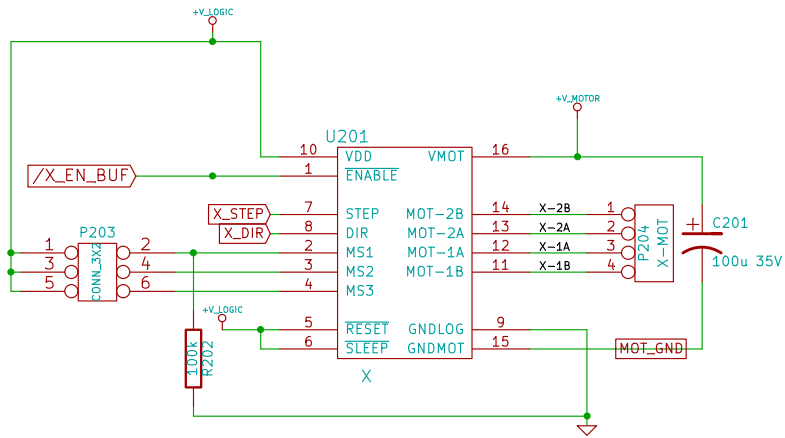 +V_LOGIC
+V_MOTOR
U201
10 VDD VMOT 16
/X_EN_BUF 1 ENABLE
X_STEP 7 STEP MOT-2B 14 X-2B 1
X_DIR 8 DIR MOT-2A 13 X-2A 2
P203
1 2 2 MS1 MOT-1A 12 X-1A 3
3 4 3 MS2 MOT-1B 11 X-1B 4
5 6 4 MS3
CONN_3X2
P204
X-MOT
+ C201
100u 35V
+V_LOGIC
5 RESET GNDLOG 9
6 SLEEP GNDMOT 15 MOT_GND
100k
R202
X